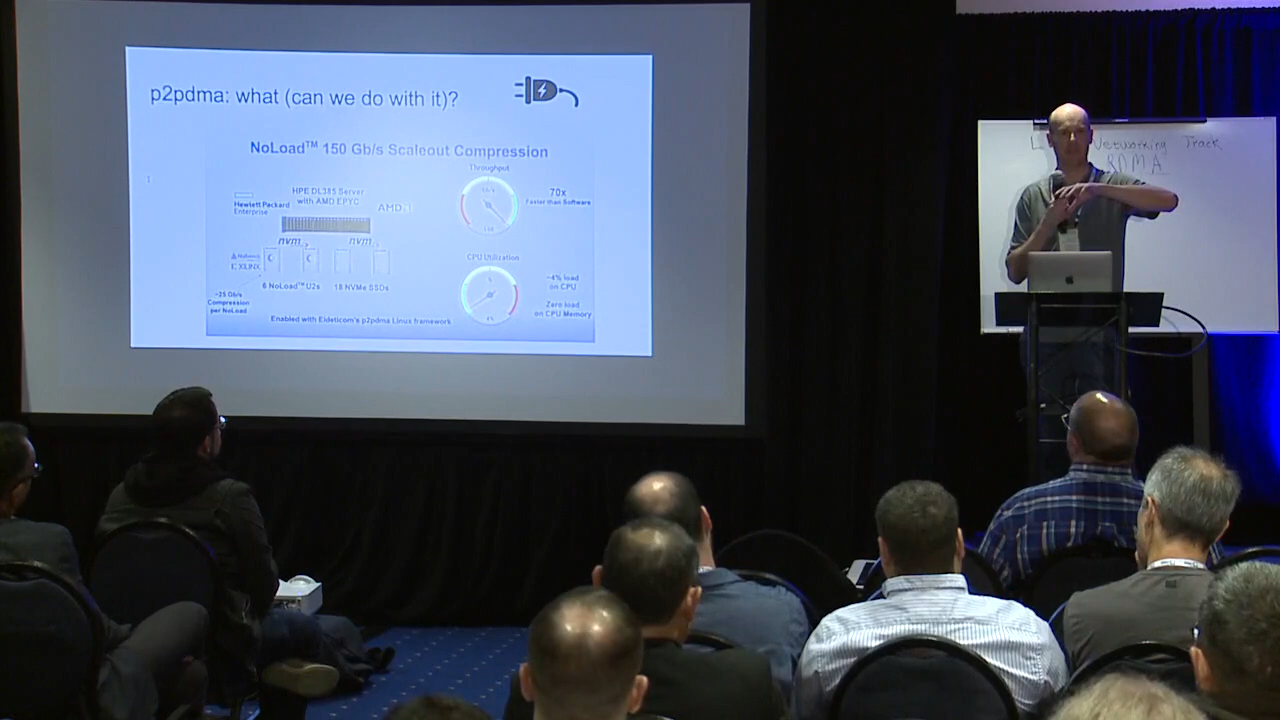 p2pdma: what (can we do with it)?
NoLoad™ 150 Gb/s Scaleout Compression
Throughput
HPE DL385 Server
with AMD EPYC
Hewlett Packard
Enterprise
AMD
Gb/s
70x
Faster than Software
nvm
nvm
CPU Utilization
XILINX
6 NoLoad™ U2s
18 NVMe SSDs
~25 Gb/s
Compression
per NoLoad
~4% load
on CPU
Zero load
on CPU Memory
4%
Enabled with Eideticom's p2pdma Linux framework
Networking Track
RDMA